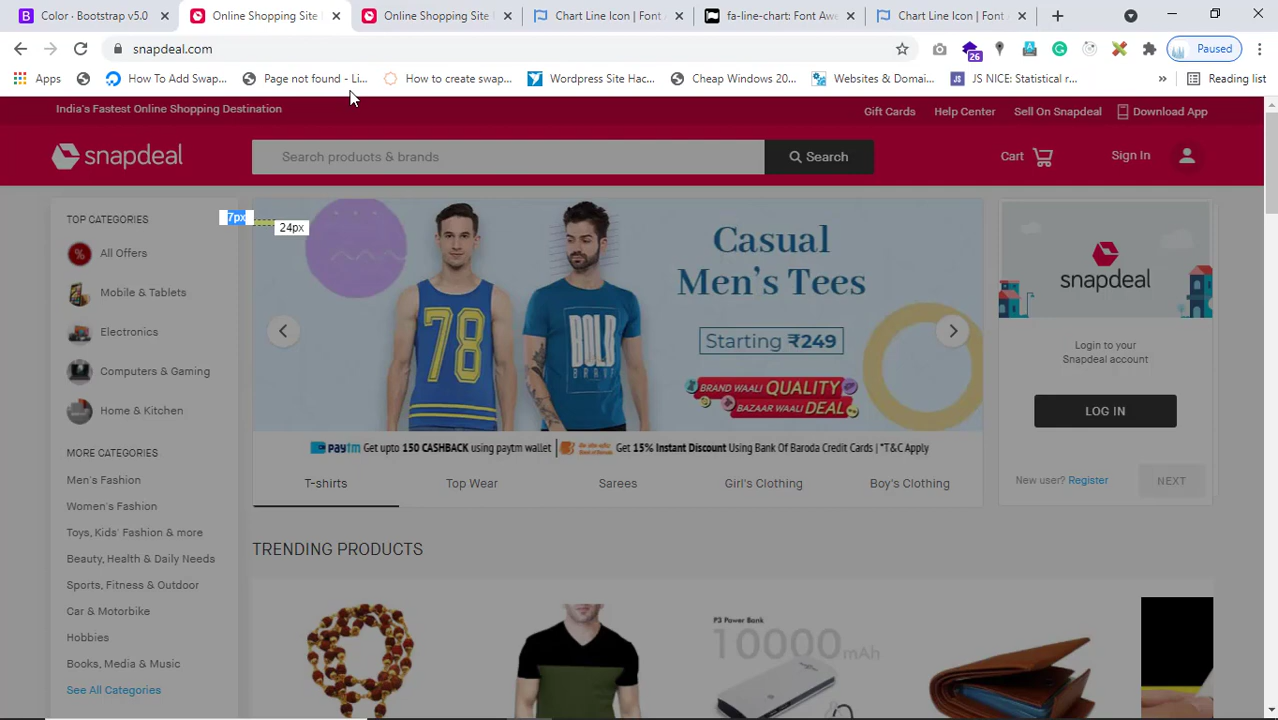 Color · Bootstrap v5.0
Online Shopping Site
Online Shopping Site
Chart Line Icon | Font A
fa-line-chart: Font Awe
Chart Line Icon | Font A
snapdeal.com
26
Paused
Apps
How To Add Swap...
Page not found - Li...
How to create swap...
Wordpress Site Hac...
Cheap Windows 20...
Websites & Domai...
JS NICE: Statistical r...
»
Reading list
India's Fastest Online Shopping Destination
Gift Cards
Help Center
Sell On Snapdeal
Download App
snapdeal
Search products & brands
Search
Cart
Sign In
TOP CATEGORIES
All Offers
Mobile & Tablets
Electronics
Computers & Gaming
Home & Kitchen
MORE CATEGORIES
Men's Fashion
Women's Fashion
Toys, Kids' Fashion & more
Beauty, Health & Daily Needs
Sports, Fitness & Outdoor
Car & Motorbike
Hobbies
Books, Media & Music
See All Categories
7px
24px
78
BOLD
BRAVE
Casual
Men's Tees
Starting ₹249
BRAND WAALI QUALITY
BAZAAR WAALI DEAL
Paytm Get upto 150 CASHBACK using paytm wallet
Get 15% Instant Discount Using Bank Of Baroda Credit Cards | *T&C Apply
T-shirts
Top Wear
Sarees
Girl's Clothing
Boy's Clothing
snapdeal
Login to your
Snapdeal account
LOG IN
New user? Register
NEXT
TRENDING PRODUCTS
P3 Power Bank
10000
mAh